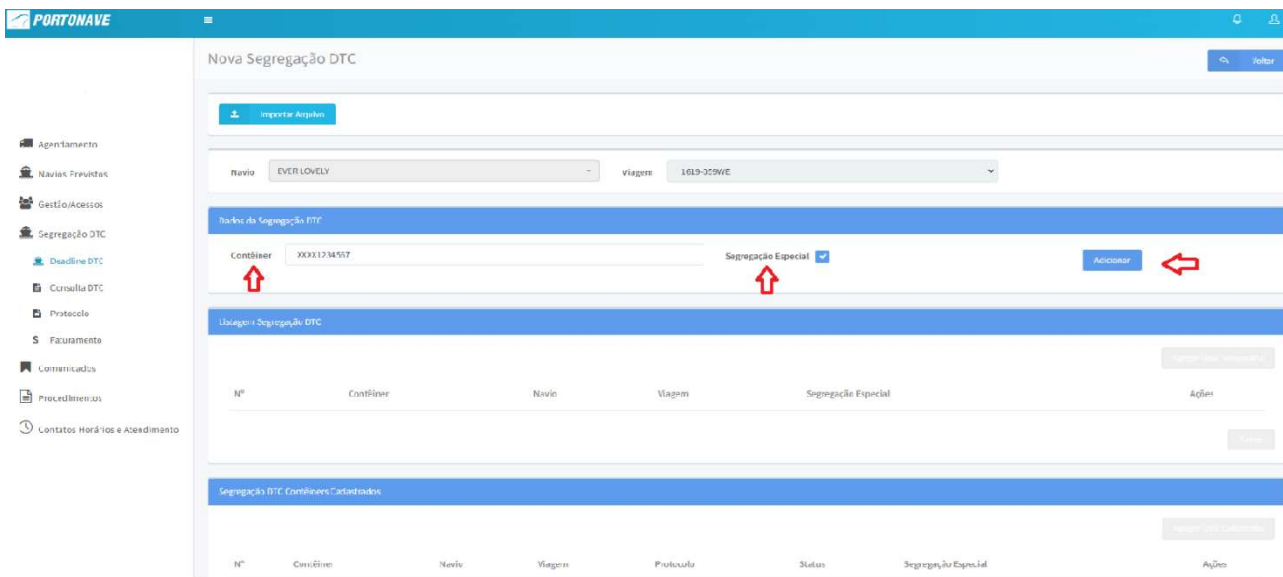 PORTONAVE
Nova Segregação DTC
Voltar
Importar Arquivo
Agendamento
Navios Previstos
Gestão/Acessos
Segregação DTC
Deadline DTC
Consulta DTC
Protocolo
Faturamento
Comunicados
Procedimentos
Contatos Horários e Atendimento
Navio EVER LOVELY Viagem 1619-059WE
Dados da Segregação DTC
Contêiner XXXX1234567 Segregação Especial Adicionar
Listagem Segregação DTC
Nº Contêiner Navio Viagem Segregação Especial Ações
Segregação DTC Contêiners Cadastrados
Nº Contêiner Navio Viagem Protocolo Status Segregação Especial Ações